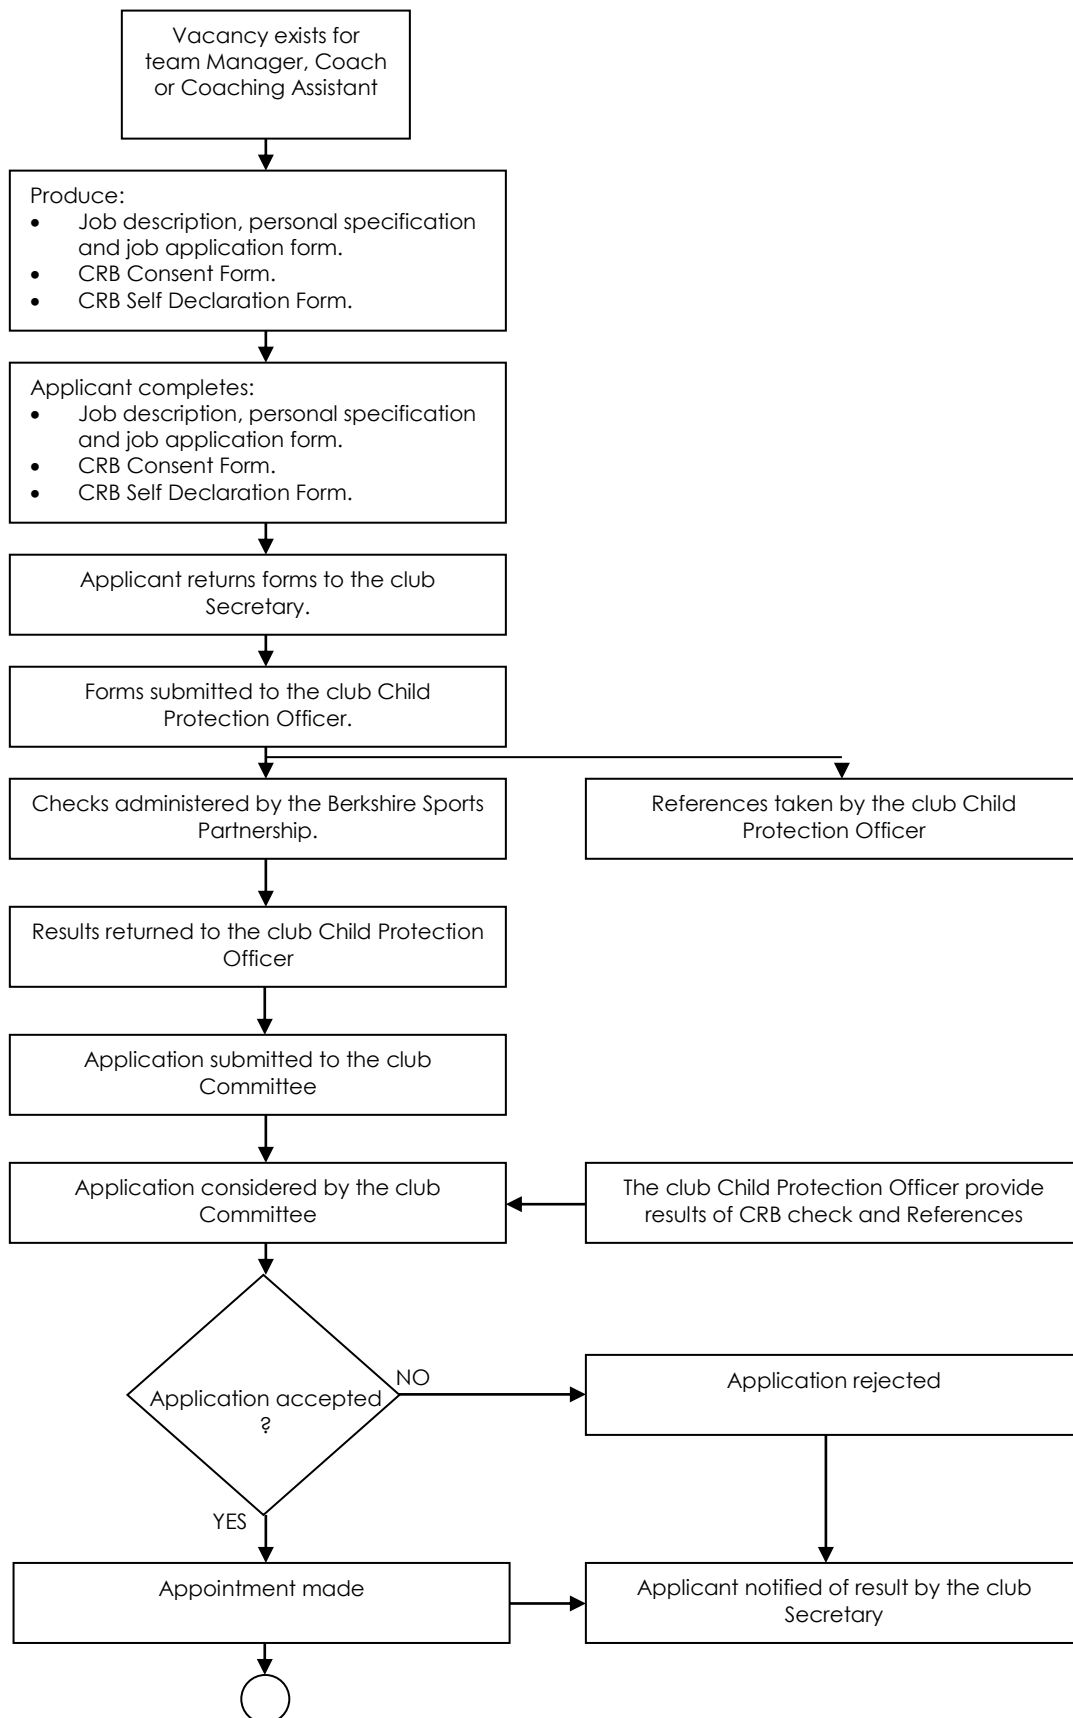 Vacancy exists for
team Manager, Coach
or Coaching Assistant
Produce:
• Job description, personal specification
and job application form.
• CRB Consent Form.
• CRB Self Declaration Form.
Applicant completes:
• Job description, personal specification
and job application form.
• CRB Consent Form.
• CRB Self Declaration Form.
Applicant returns forms to the club
Secretary.
Forms submitted to the club Child
Protection Officer.
Checks administered by the Berkshire Sports
Partnership.
References taken by the club Child
Protection Officer
Results returned to the club Child Protection
Officer
Application submitted to the club
Committee
Application considered by the club
Committee
The club Child Protection Officer provide
results of CRB check and References
Application accepted
?
NO
Application rejected
YES
Appointment made
Applicant notified of result by the club
Secretary